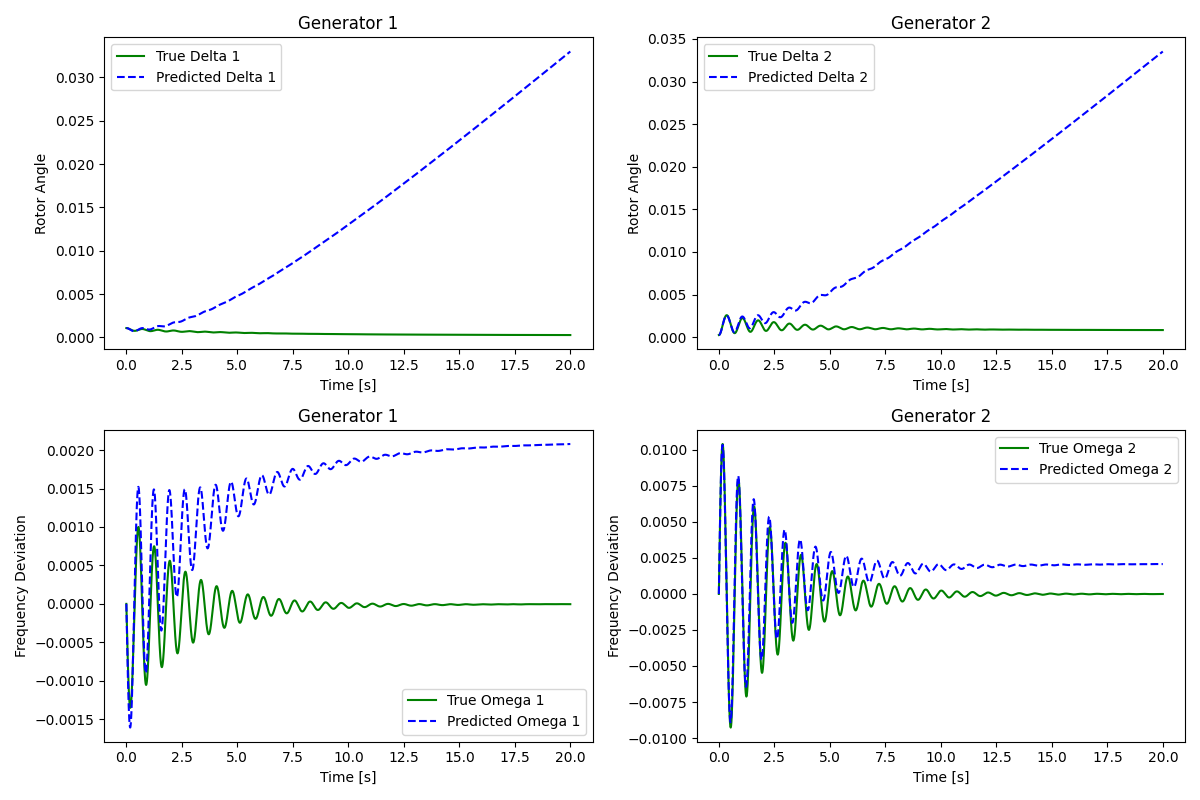 Generator 1
True Delta 1
Predicted Delta 1
Rotor Angle
0.030
0.025
0.020
0.015
0.010
0.005
0.000
0.0 2.5 5.0 7.5 10.0 12.5 15.0 17.5 20.0
Time [s]
Generator 2
True Delta 2
Predicted Delta 2
Rotor Angle
0.035
0.030
0.025
0.020
0.015
0.010
0.005
0.000
0.0 2.5 5.0 7.5 10.0 12.5 15.0 17.5 20.0
Time [s]
Generator 1
Frequency Deviation
0.0020
0.0015
0.0010
0.0005
0.0000
−0.0005
−0.0010
−0.0015
True Omega 1
Predicted Omega 1
0.0 2.5 5.0 7.5 10.0 12.5 15.0 17.5 20.0
Time [s]
Generator 2
True Omega 2
Predicted Omega 2
Frequency Deviation
0.0100
0.0075
0.0050
0.0025
0.0000
−0.0025
−0.0050
−0.0075
−0.0100
0.0 2.5 5.0 7.5 10.0 12.5 15.0 17.5 20.0
Time [s]